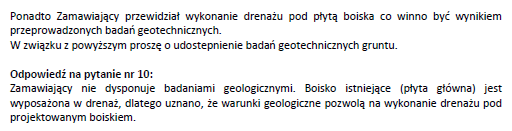 Ponadto Zamawiający przewidział wykonanie drenażu pod płytą boiska co winno być wynikiem
przeprowadzonych badań geotechnicznych.
W związku z powyższym proszę o udostepnienie badań geotechnicznych gruntu.
Odpowiedź na pytanie nr 10:
Zamawiający nie dysponuje badaniami geologicznymi. Boisko istniejące (płyta główna) jest
wyposażona w drenaż, dlatego uznano, że warunki geologiczne pozwolą na wykonanie drenażu pod
projektowanym boiskiem.